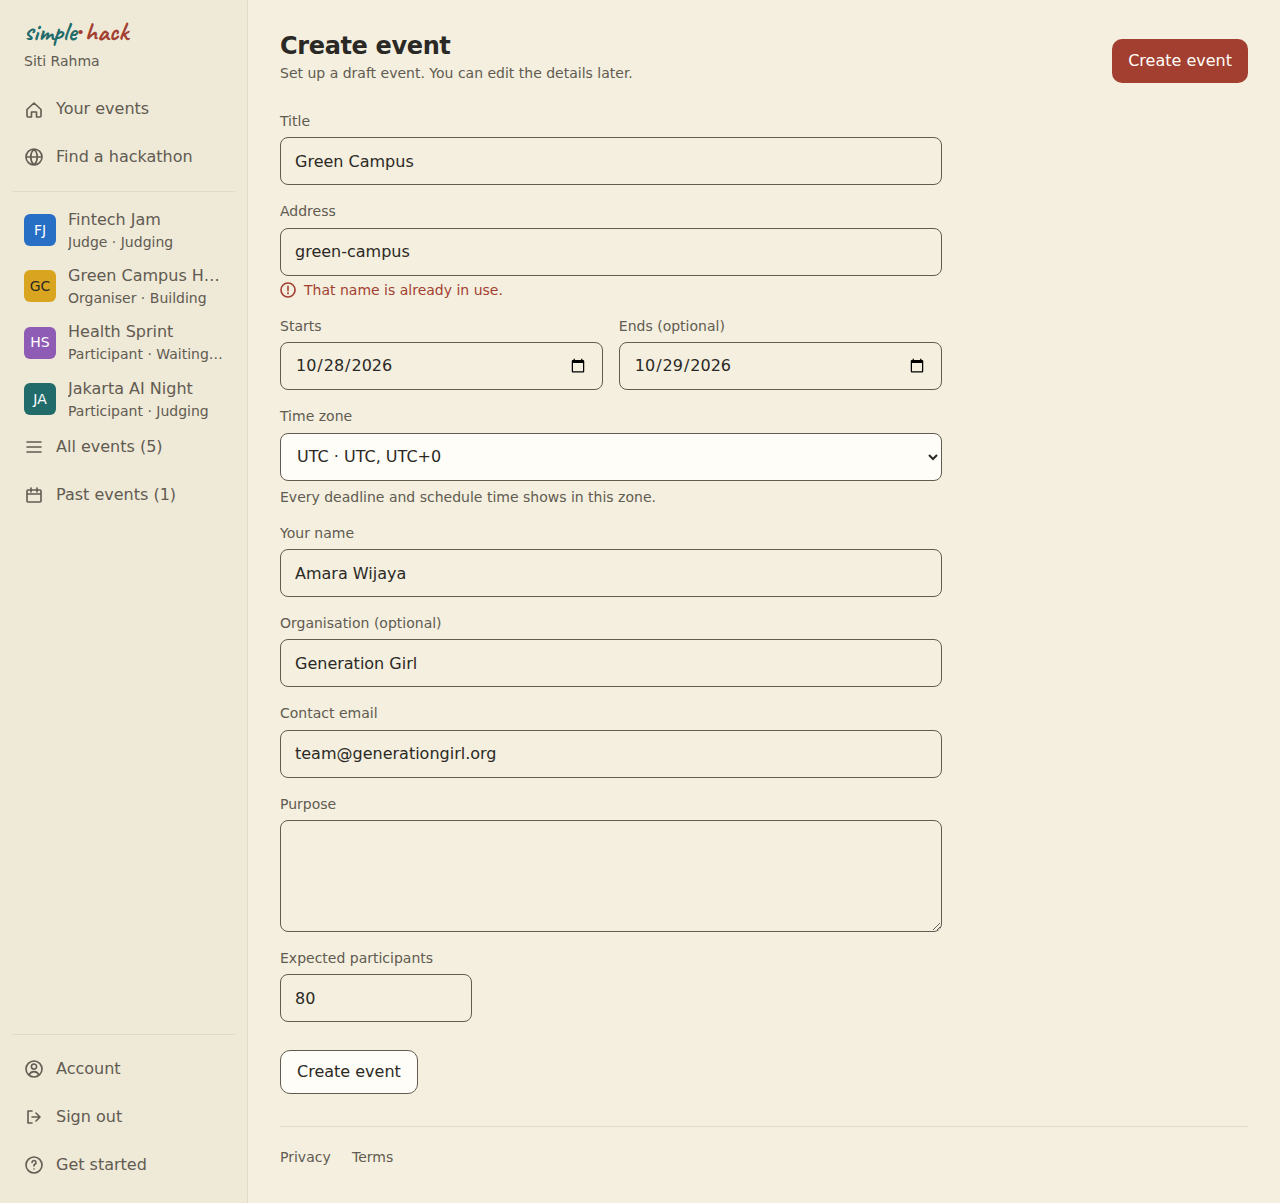 simple·hack
Siti Rahma
Your events
Find a hackathon
FJ
Fintech Jam
Judge · Judging
GC
Green Campus H…
Organiser · Building
HS
Health Sprint
Participant · Waiting…
JA
Jakarta AI Night
Participant · Judging
All events (5)
Past events (1)
Account
Sign out
Get started
Create event
Set up a draft event. You can edit the details later.
Create event
Title
Green Campus
Address
green-campus
That name is already in use.
Starts
Ends (optional)
10/28/2026
10/29/2026
Time zone
UTC · UTC, UTC+0
Every deadline and schedule time shows in this zone.
Your name
Amara Wijaya
Organisation (optional)
Generation Girl
Contact email
team@generationgirl.org
Purpose
Expected participants
80
Create event
Privacy
Terms